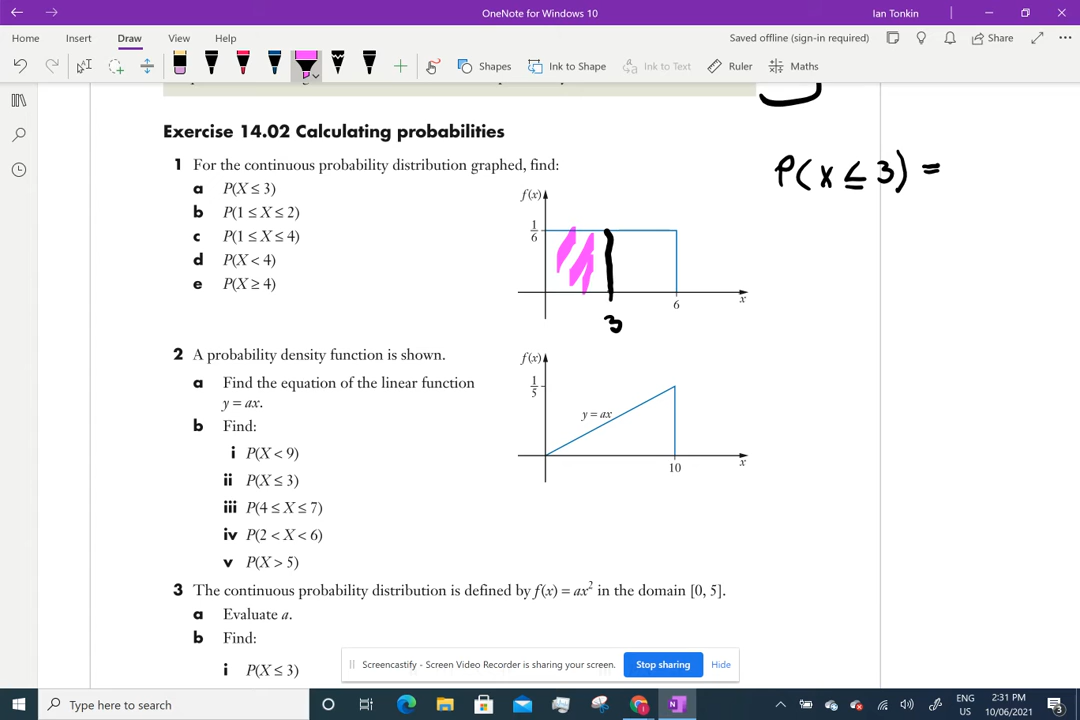 OneNote for Windows 10
Ian Tonkin
Home Insert Draw View Help
Saved offline (sign-in required)
Share
Shapes
Ink to Shape
Ink to Text
Ruler
Maths
Exercise 14.02 Calculating probabilities
1 For the continuous probability distribution graphed, find:
a P(X ≤ 3)
b P(1 ≤ X ≤ 2)
c P(1 ≤ X ≤ 4)
d P(X < 4)
e P(X ≥ 4)
f(x)
1/6
6
x
3
P(X ≤ 3) =
2 A probability density function is shown.
a Find the equation of the linear function
y = ax.
b Find:
i P(X < 9)
ii P(X ≤ 3)
iii P(4 ≤ X ≤ 7)
iv P(2 < X < 6)
v P(X > 5)
f(x)
1/5
y = ax
10
x
3 The continuous probability distribution is defined by f(x) = ax² in the domain [0, 5].
a Evaluate a.
b Find:
i P(X ≤ 3)
Screencastify - Screen Video Recorder is sharing your screen.
Stop sharing
Hide
Type here to search
ENG
US
2:31 PM
10/06/2021
3